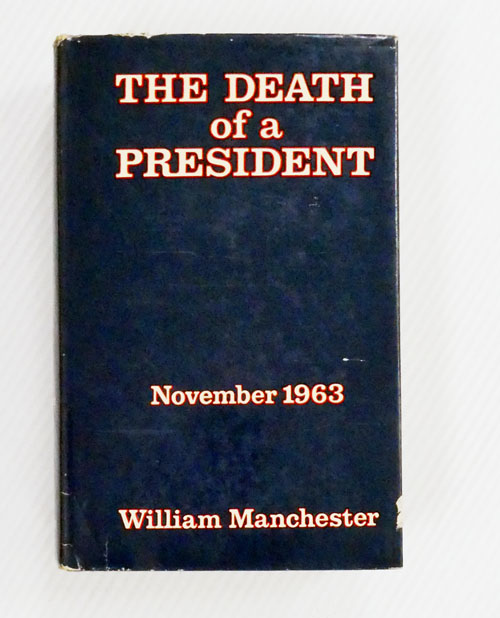 THE DEATH
of a
PRESIDENT
November 1963
William Manchester